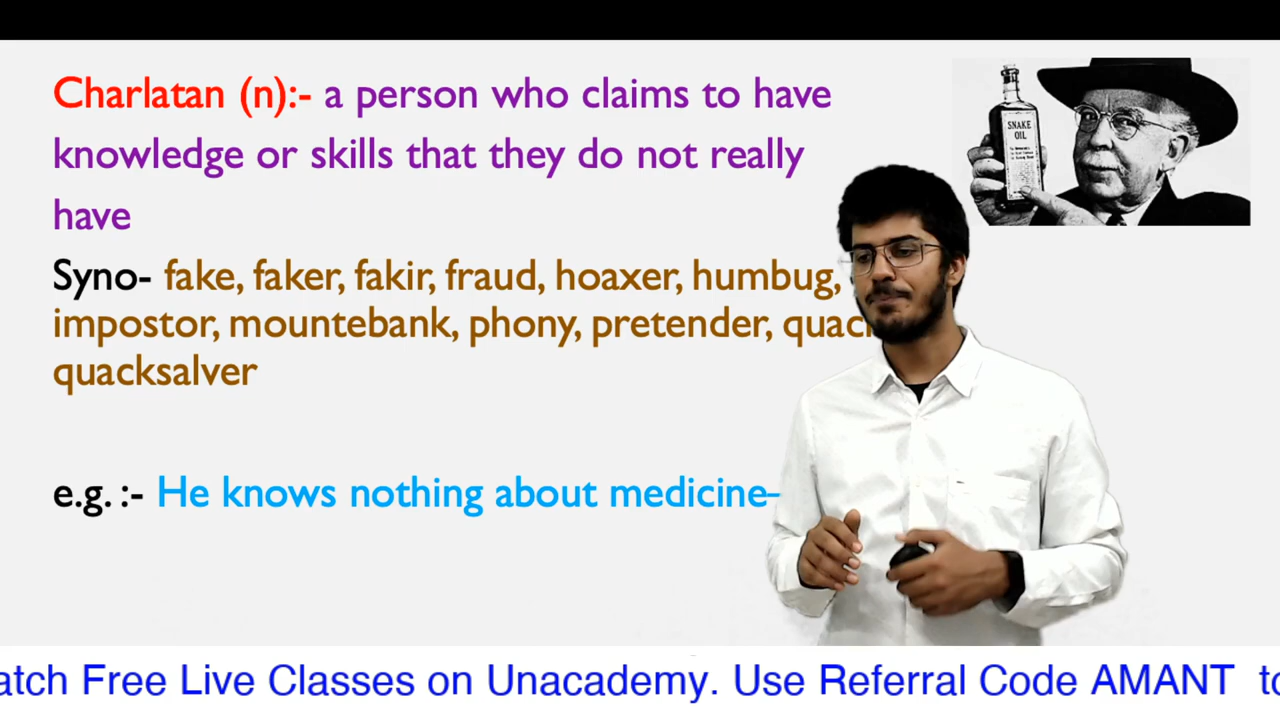 Charlatan (n):- a person who claims to have
knowledge or skills that they do not really
have
Syno- fake, faker, fakir, fraud, hoaxer, humbug,
impostor, mountebank, phony, pretender,
quacksalver
e.g. :- He knows nothing about medicine–
SNAKE
OIL
Free Live Classes on Unacademy. Use Referral Code AMANT